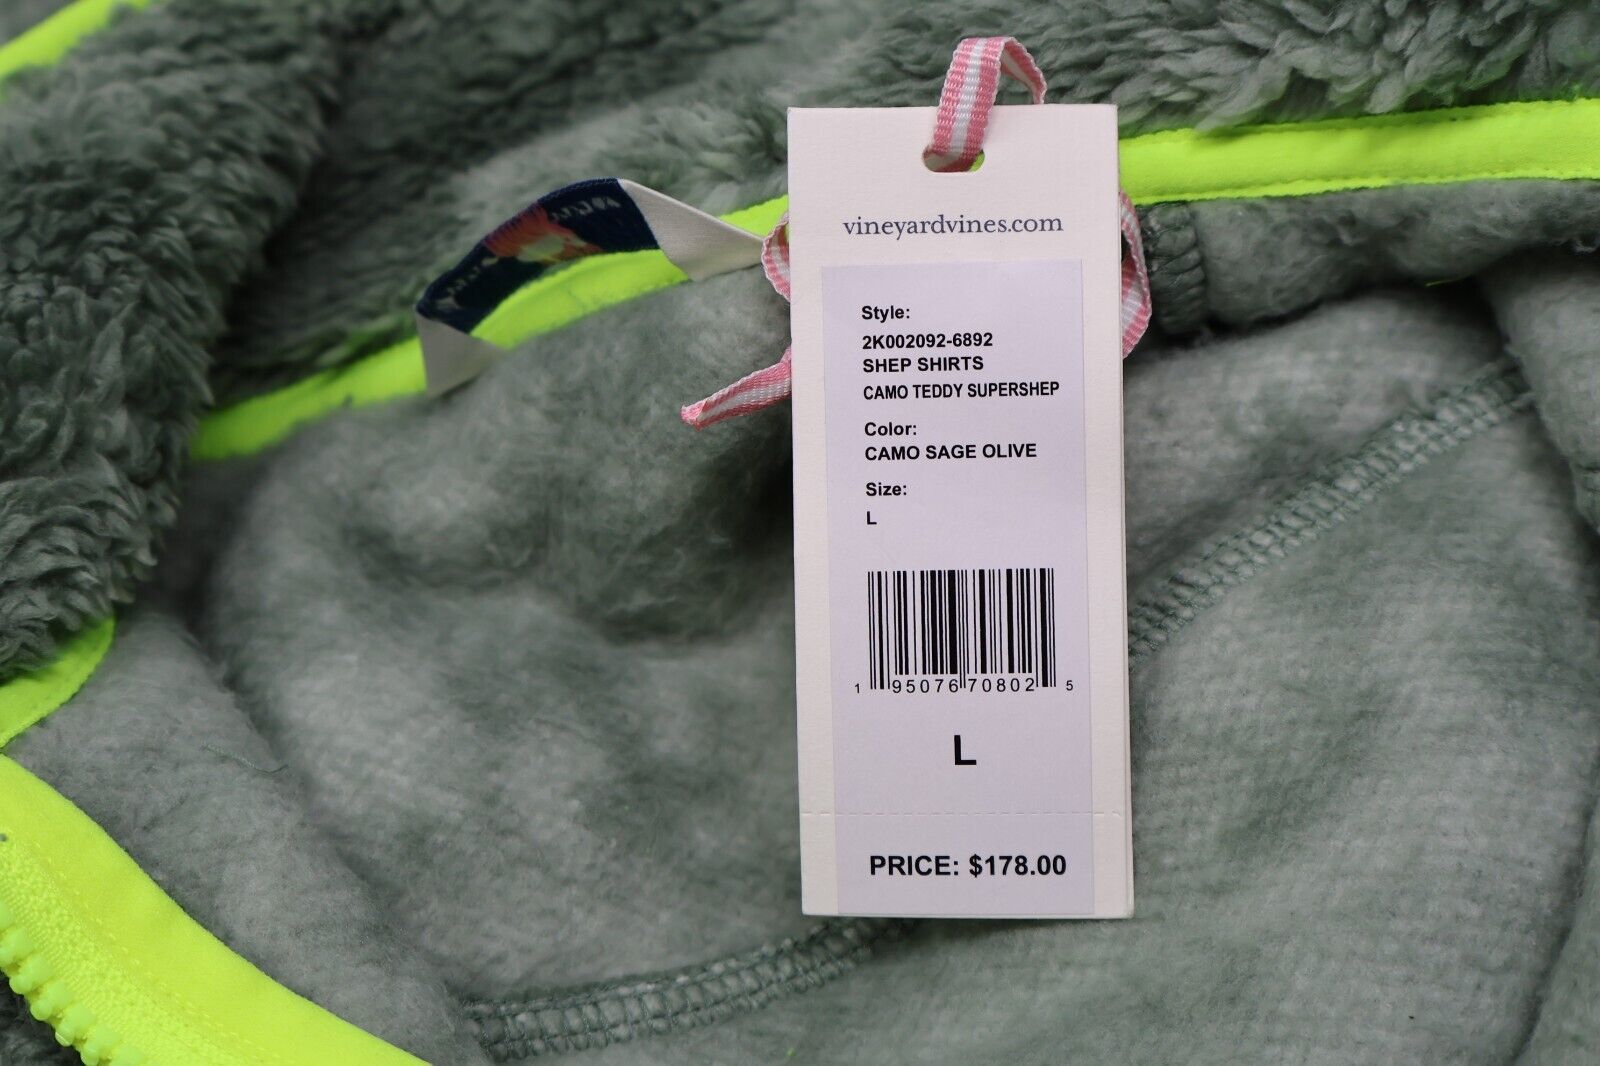 vineyardvines.com
Style:
2K002092-6892
SHEP SHIRTS
CAMO TEDDY SUPERSHEP
Color:
CAMO SAGE OLIVE
Size:
L
1 95076 70802 5
L
PRICE: $178.00